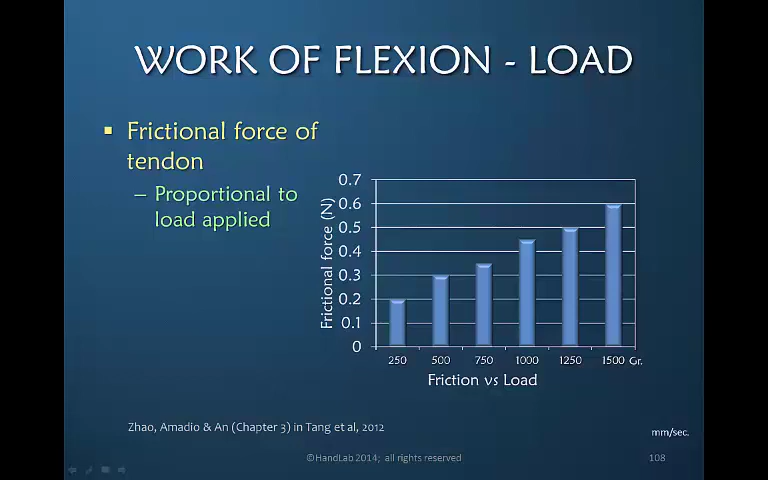 WORK OF FLEXION - LOAD
▪ Frictional force of
tendon
– Proportional to
load applied
Frictional force (N)
0.7
0.6
0.5
0.4
0.3
0.2
0.1
0
250 500 750 1000 1250 1500 Gr.
Friction vs Load
Zhao, Amadio & An (Chapter 3) in Tang et al, 2012
mm/sec.
©HandLab 2014; all rights reserved
108